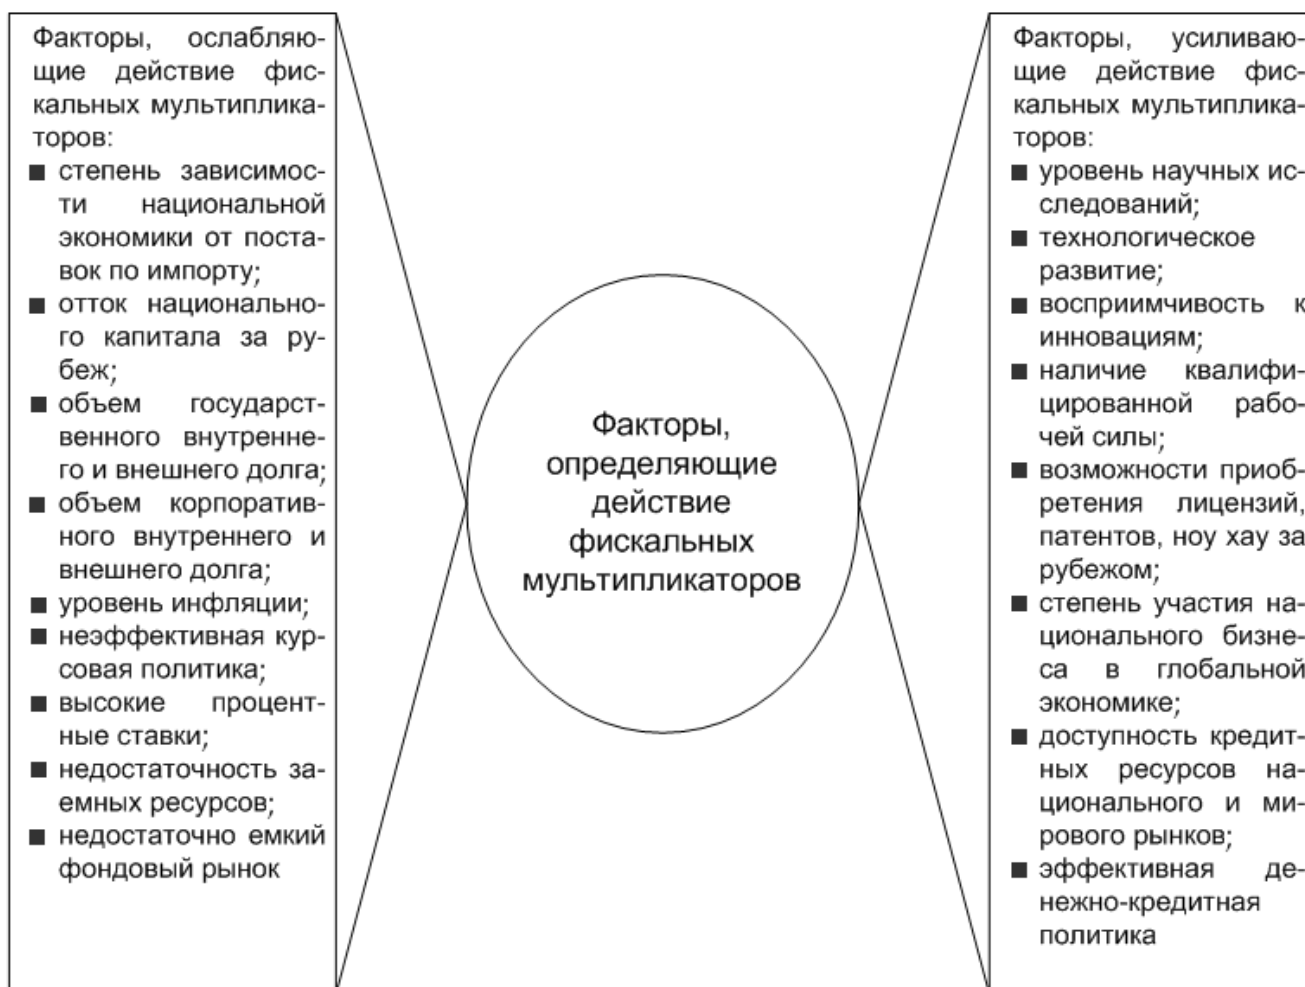 Факторы, ослабляю-
щие действие фис-
кальных мультиплика-
торов:
■ степень зависимос-
ти национальной
экономики от поста-
вок по импорту;
■ отток национально-
го капитала за ру-
беж;
■ объем государст-
венного внутренне-
го и внешнего долга;
■ объем корпоратив-
ного внутреннего и
внешнего долга;
■ уровень инфляции;
■ неэффективная кур-
совая политика;
■ высокие процент-
ные ставки;
■ недостаточность за-
емных ресурсов;
■ недостаточно емкий
фондовый рынок
Факторы,
определяющие
действие
фискальных
мультипликаторов
Факторы, усиливаю-
щие действие фис-
кальных мультиплика-
торов:
■ уровень научных ис-
следований;
■ технологическое
развитие;
■ восприимчивость к
инновациям;
■ наличие квалифи-
цированной рабо-
чей силы;
■ возможности приоб-
ретения лицензий,
патентов, ноу хау за
рубежом;
■ степень участия на-
ционального бизне-
са в глобальной
экономике;
■ доступность кредит-
ных ресурсов на-
ционального и ми-
рового рынков;
■ эффективная де-
нежно-кредитная
политика